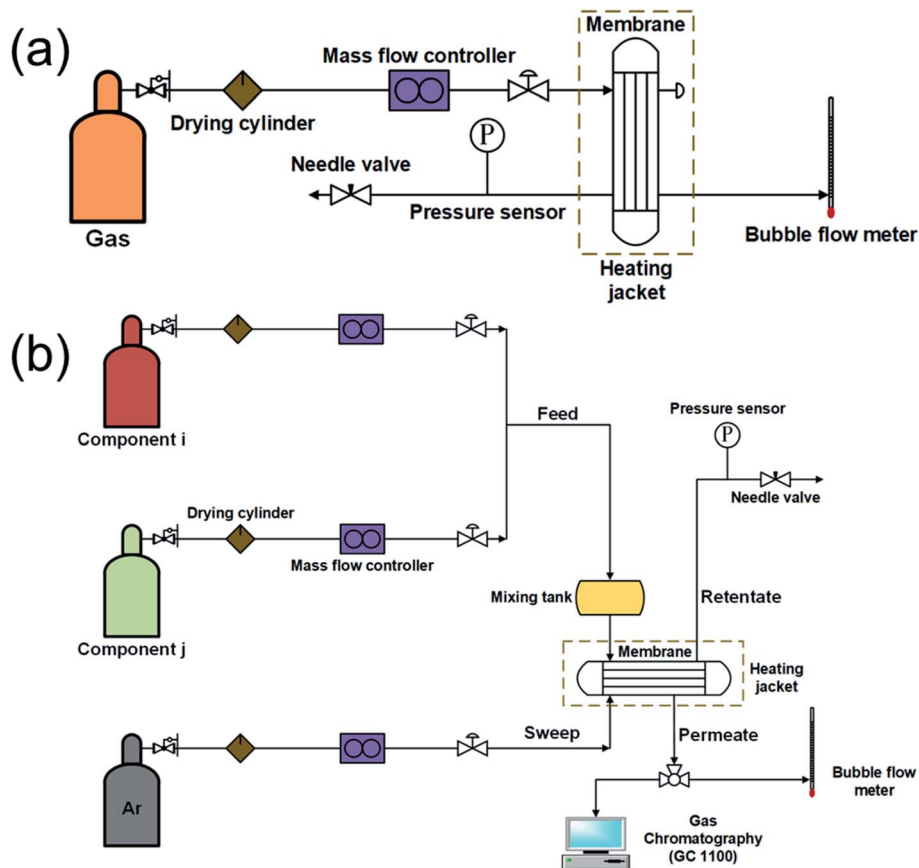 (a)
Membrane
Mass flow controller
Drying cylinder
P
Needle valve
Pressure sensor
Gas
Bubble flow meter
Heating
jacket
(b)
Component i
Feed
Pressure sensor
P
Needle valve
Drying cylinder
Mass flow controller
Mixing tank
Retentate
Component j
Membrane
Heating
jacket
Sweep
Permeate
Ar
Bubble flow
meter
Gas
Chromatography
(GC 1100)